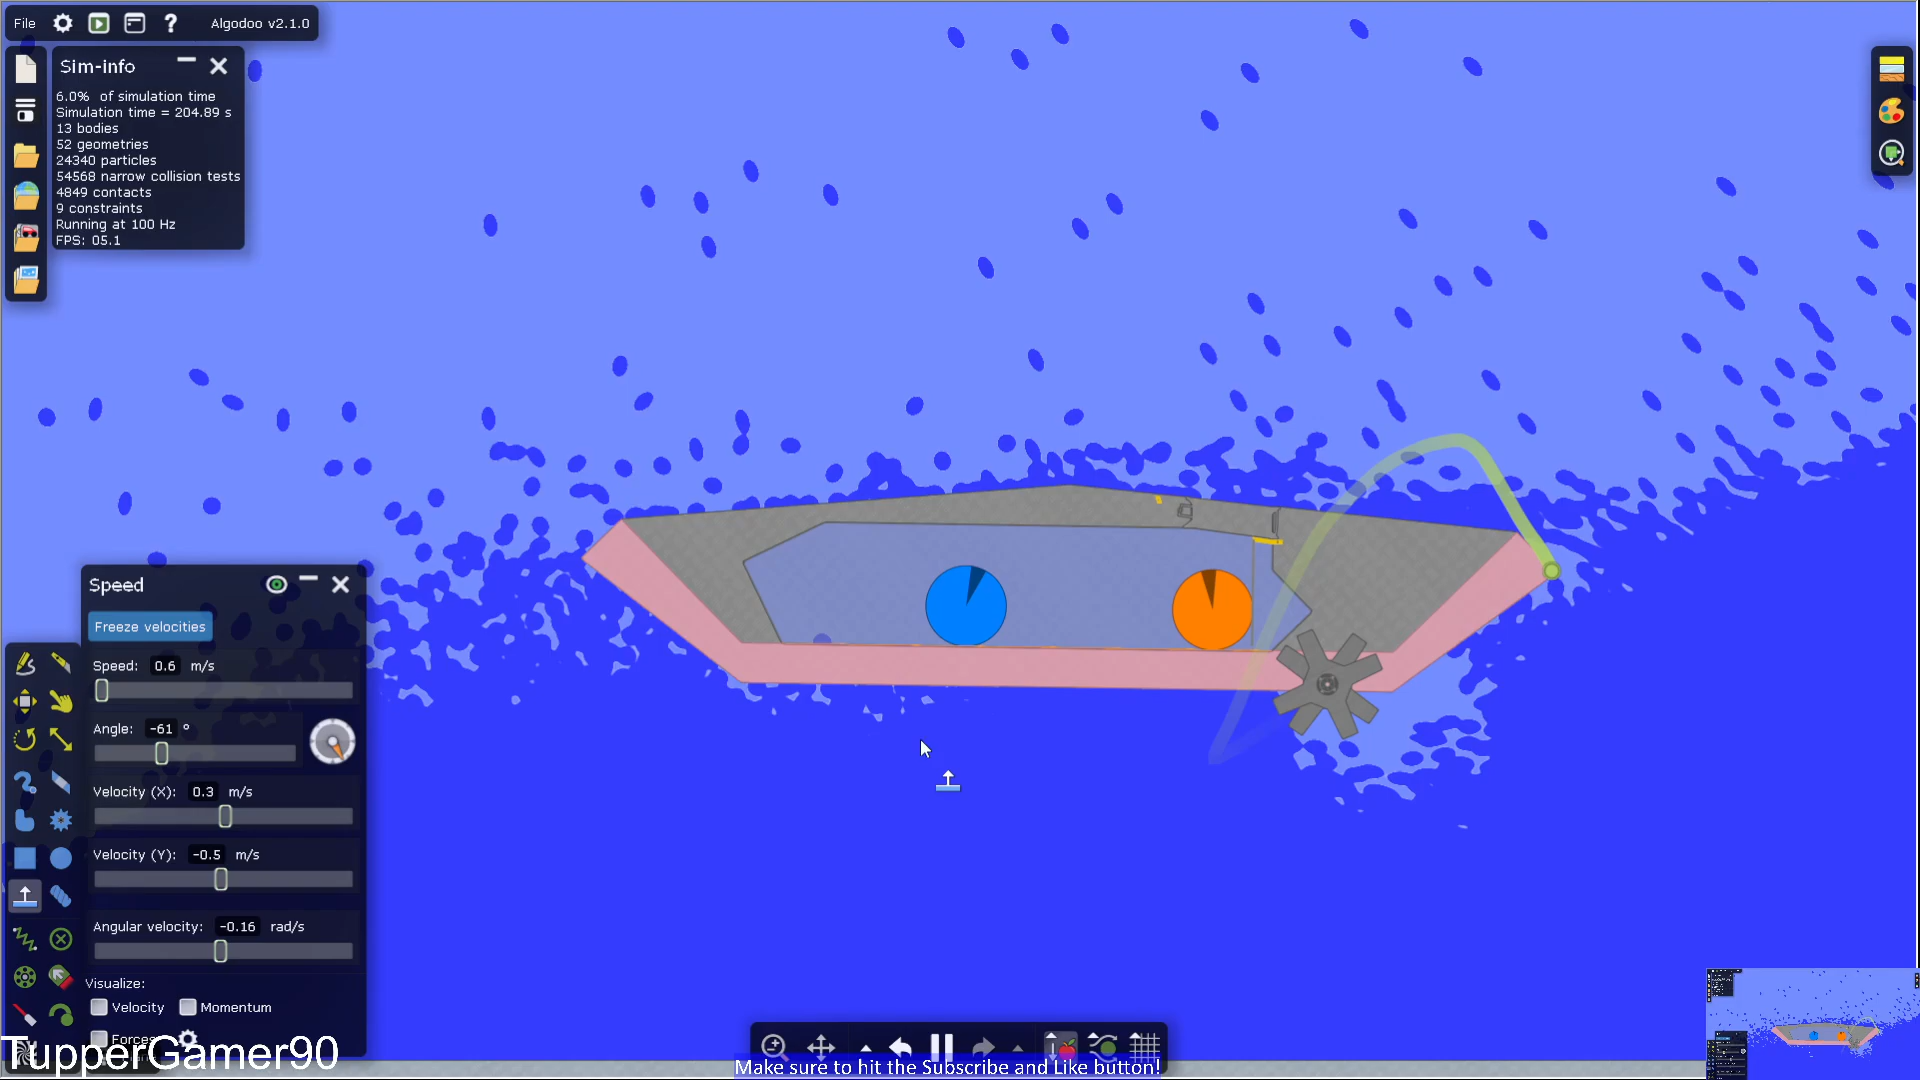 File
Algodoo v2.1.0
Sim-info
6.0% of simulation time
Simulation time = 204.89 s
13 bodies
52 geometries
24340 particles
54568 narrow collision tests
4849 contacts
9 constraints
Running at 100 Hz
FPS: 05.1
Speed
Freeze velocities
Speed: 0.6 m/s
Angle: -61 °
Velocity (X): 0.3 m/s
Velocity (Y): -0.5 m/s
Angular velocity: -0.16 rad/s
Visualize:
Velocity Momentum
Forces
TupperGamer90
Make sure to hit the Subscribe and Like button!